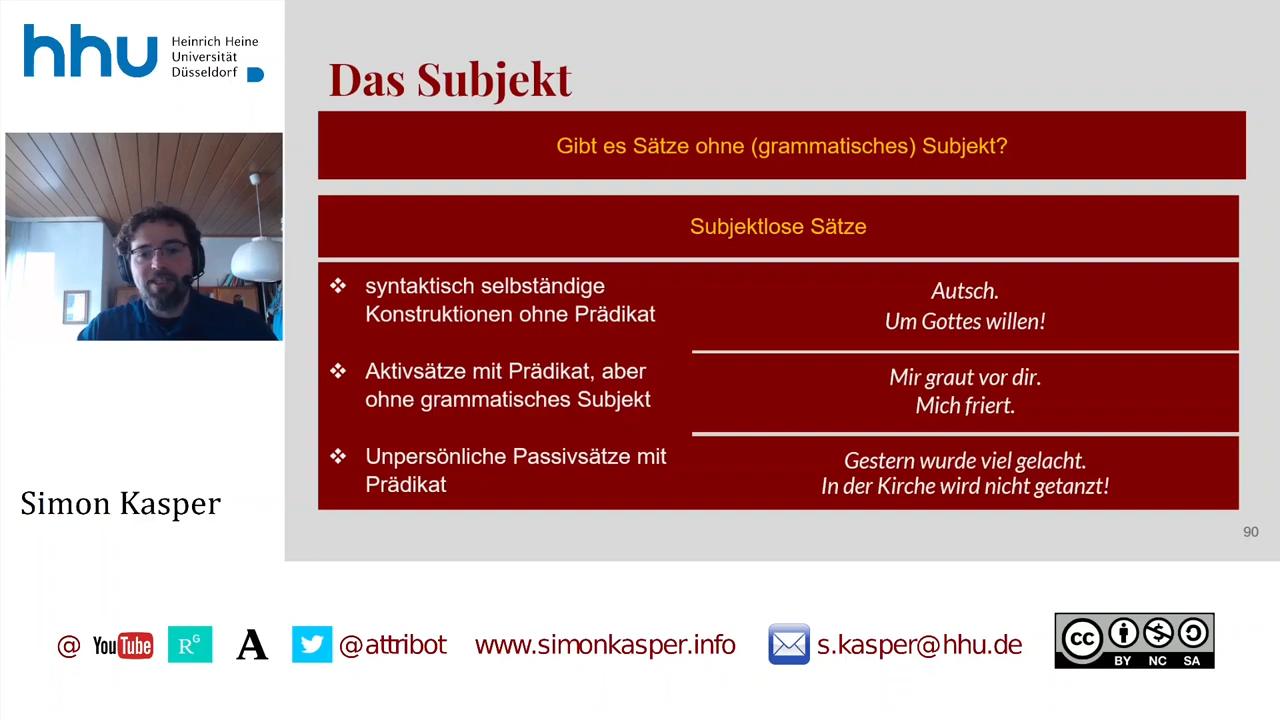 hhu
Heinrich Heine
Universität
Düsseldorf
Das Subjekt
Gibt es Sätze ohne (grammatisches) Subjekt?
Subjektlose Sätze
❖ syntaktisch selbständige
Konstruktionen ohne Prädikat
Autsch.
Um Gottes willen!
❖ Aktivsätze mit Prädikat, aber
ohne grammatisches Subjekt
Mir graut vor dir.
Mich friert.
❖ Unpersönliche Passivsätze mit
Prädikat
Gestern wurde viel gelacht.
In der Kirche wird nicht getanzt!
90
Simon Kasper
@ YouTube RG A @attribot www.simonkasper.info s.kasper@hhu.de
cc BY NC SA